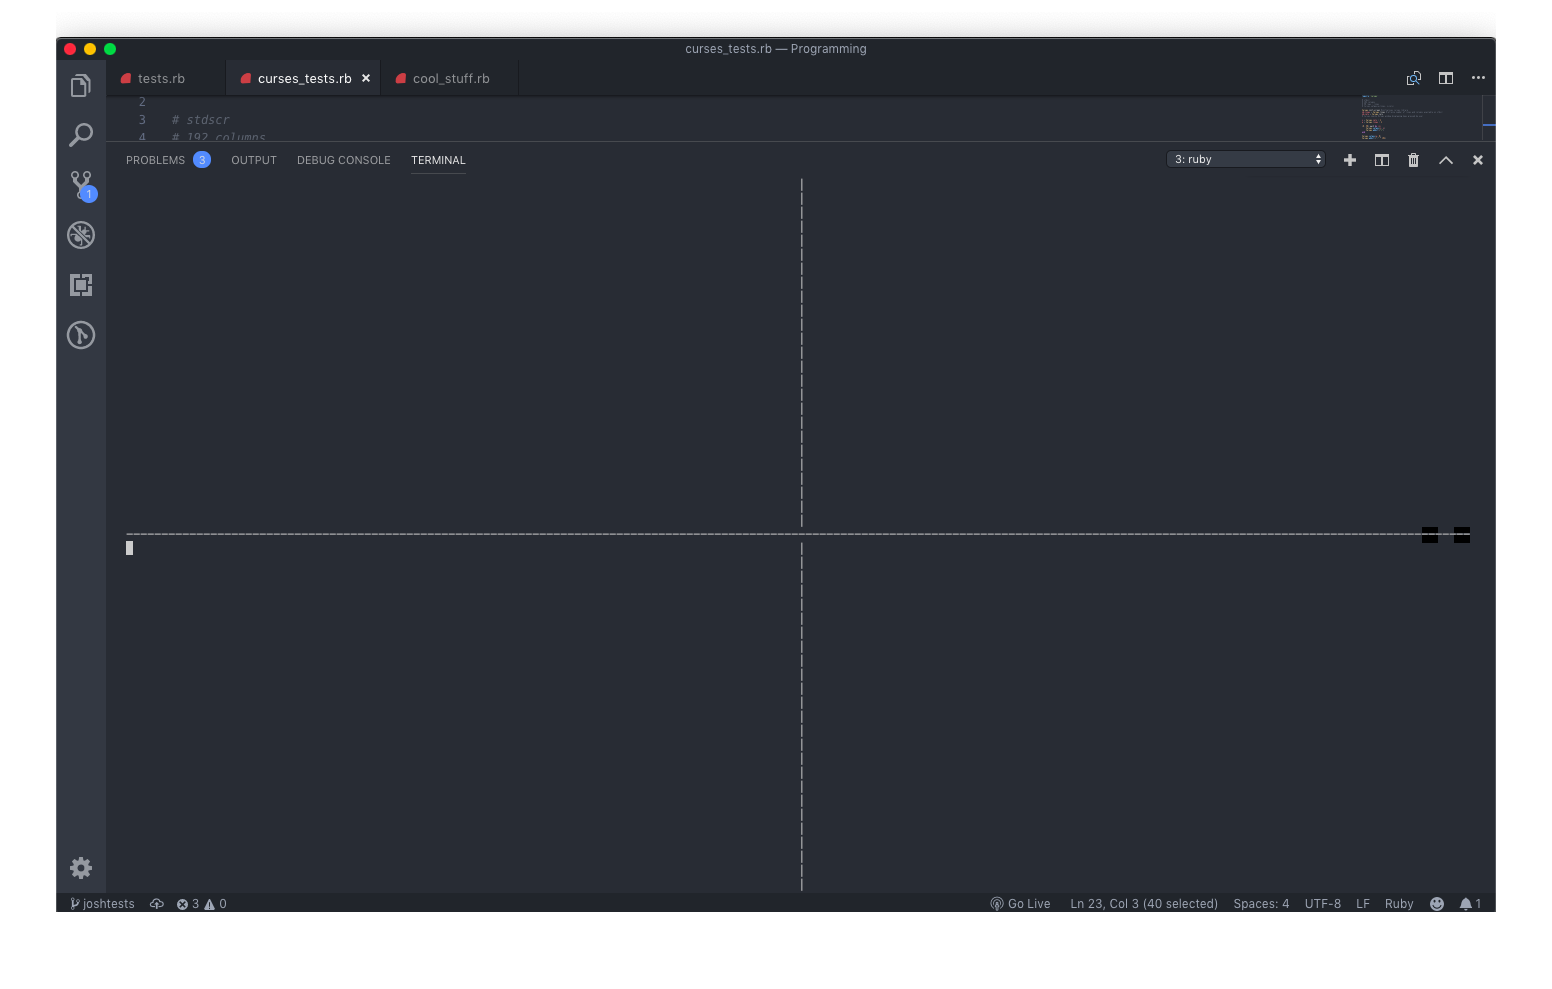 curses_tests.rb — Programming
tests.rb
curses_tests.rb
cool_stuff.rb
2
3 # stdscr
4 # 192 columns
PROBLEMS 3 OUTPUT DEBUG CONSOLE TERMINAL 3: ruby
1
joshtests 3 0 Go Live Ln 23, Col 3 (40 selected) Spaces: 4 UTF-8 LF Ruby 1